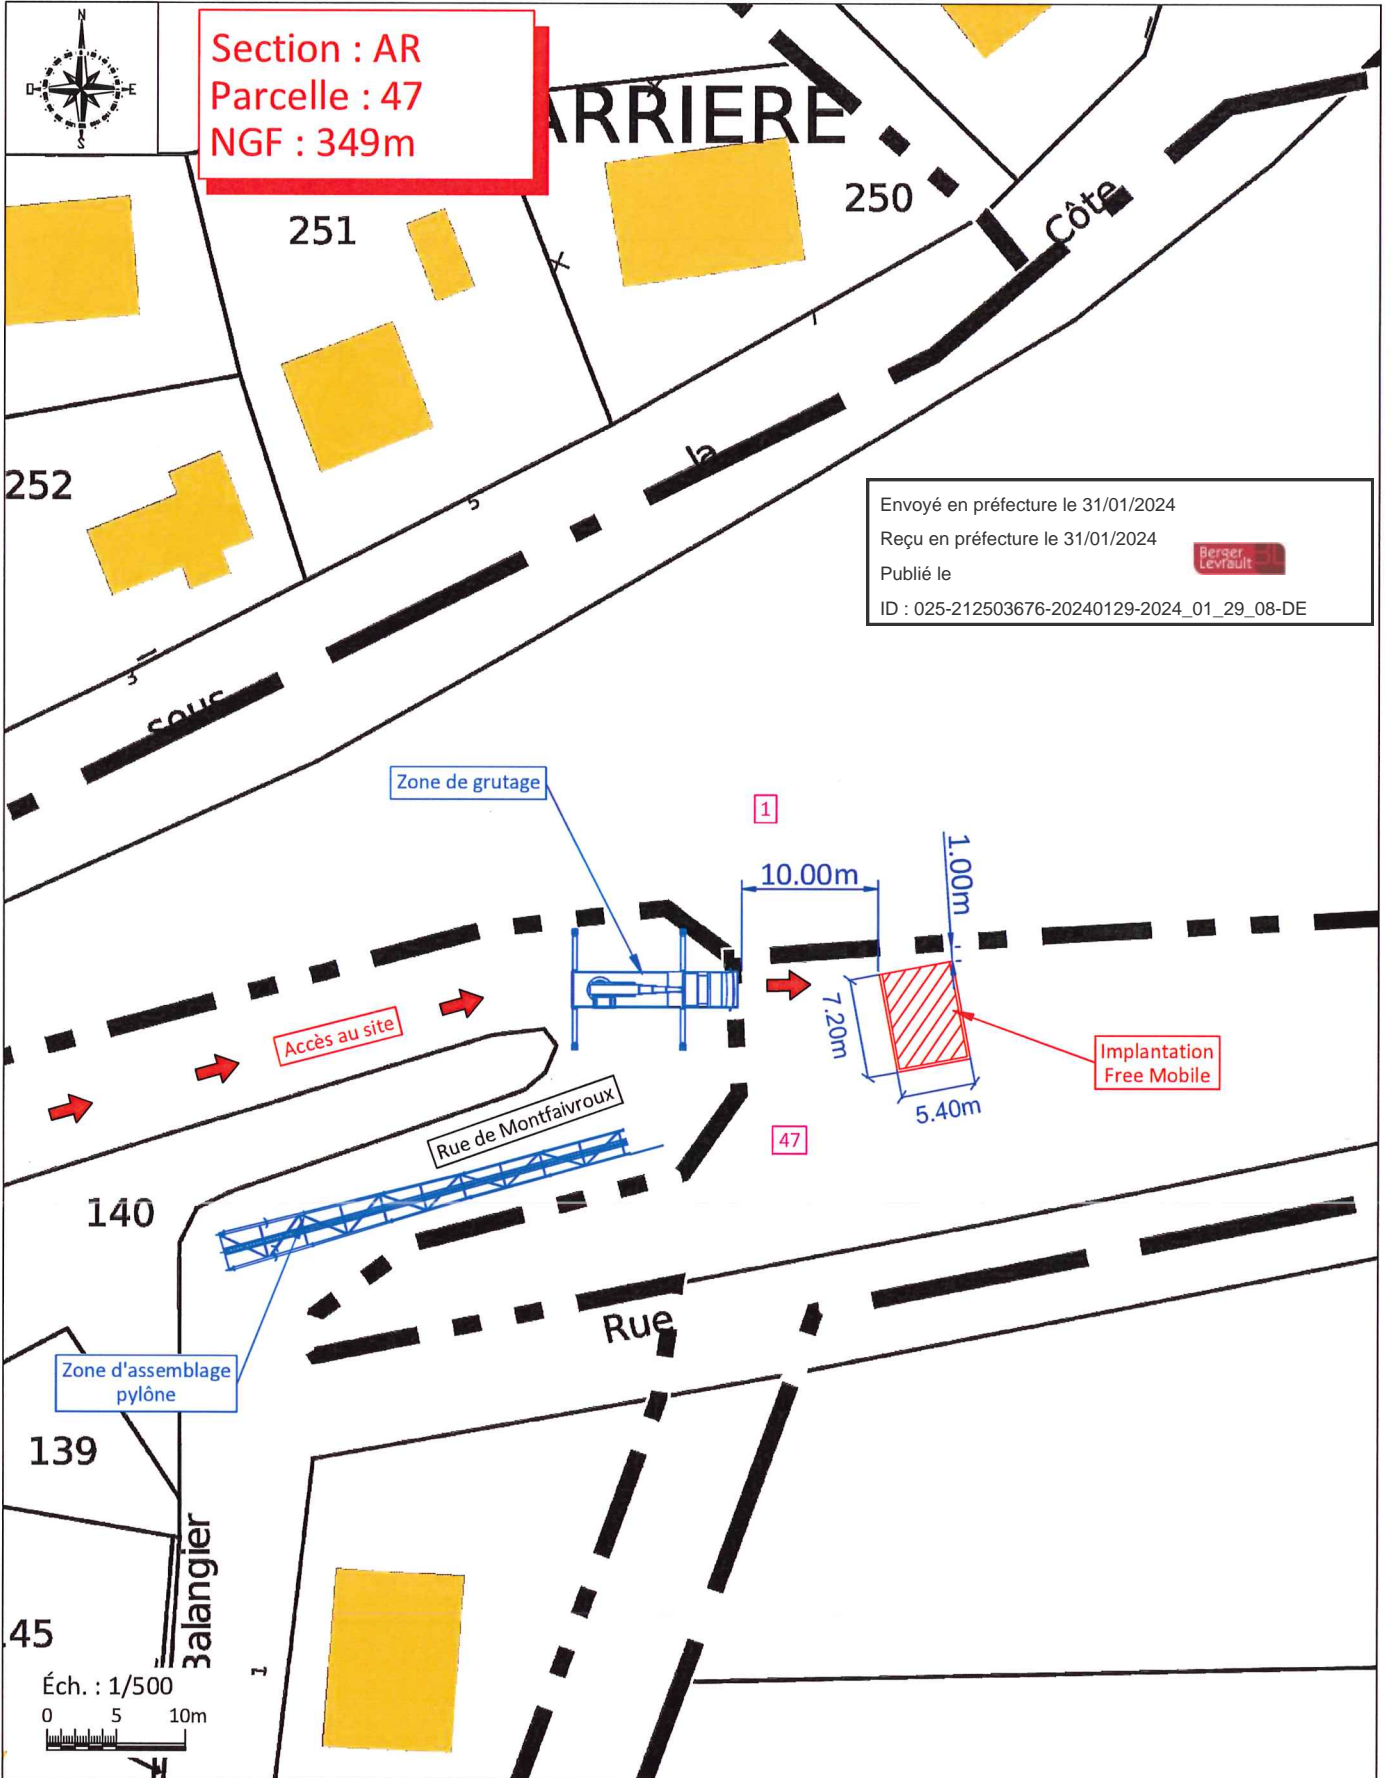 N
O
E
S
Section : AR
Parcelle : 47
NGF : 349m
ARRIERE
250
251
Côte
7
la
252
5
Envoyé en préfecture le 31/01/2024
Reçu en préfecture le 31/01/2024
Publié le
ID : 025-212503676-20240129-2024_01_29_08-DE
Berger
Levrault
3
sous
Zone de grutage
1
10.00m
1.00m
7.20m
5.40m
Accès au site
Implantation
Free Mobile
Rue de Montfaivroux
47
140
Rue
Zone d'assemblage
pylône
139
Balangier
45
1
Éch. : 1/500
0 5 10m